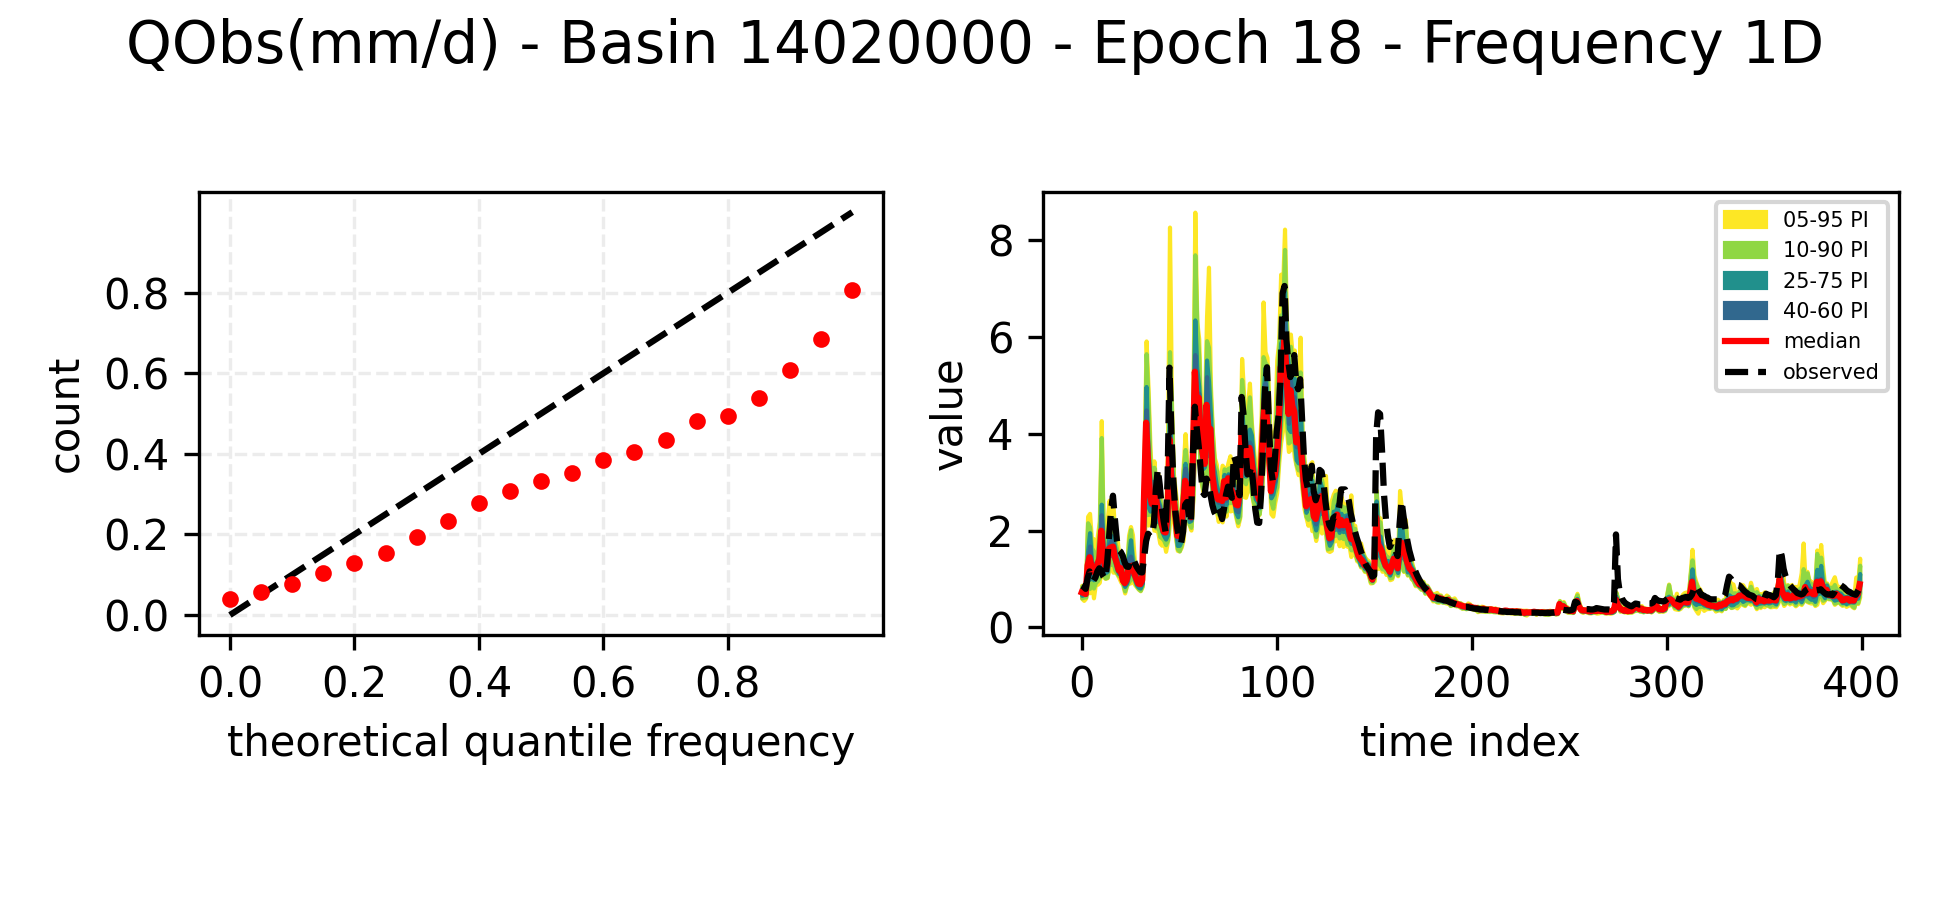 QObs(mm/d) - Basin 14020000 - Epoch 18 - Frequency 1D
count
0.8
0.6
0.4
0.2
0.0
0.0 0.2 0.4 0.6 0.8
theoretical quantile frequency
value
8
6
4
2
0
0 100 200 300 400
time index
05-95 PI
10-90 PI
25-75 PI
40-60 PI
median
observed